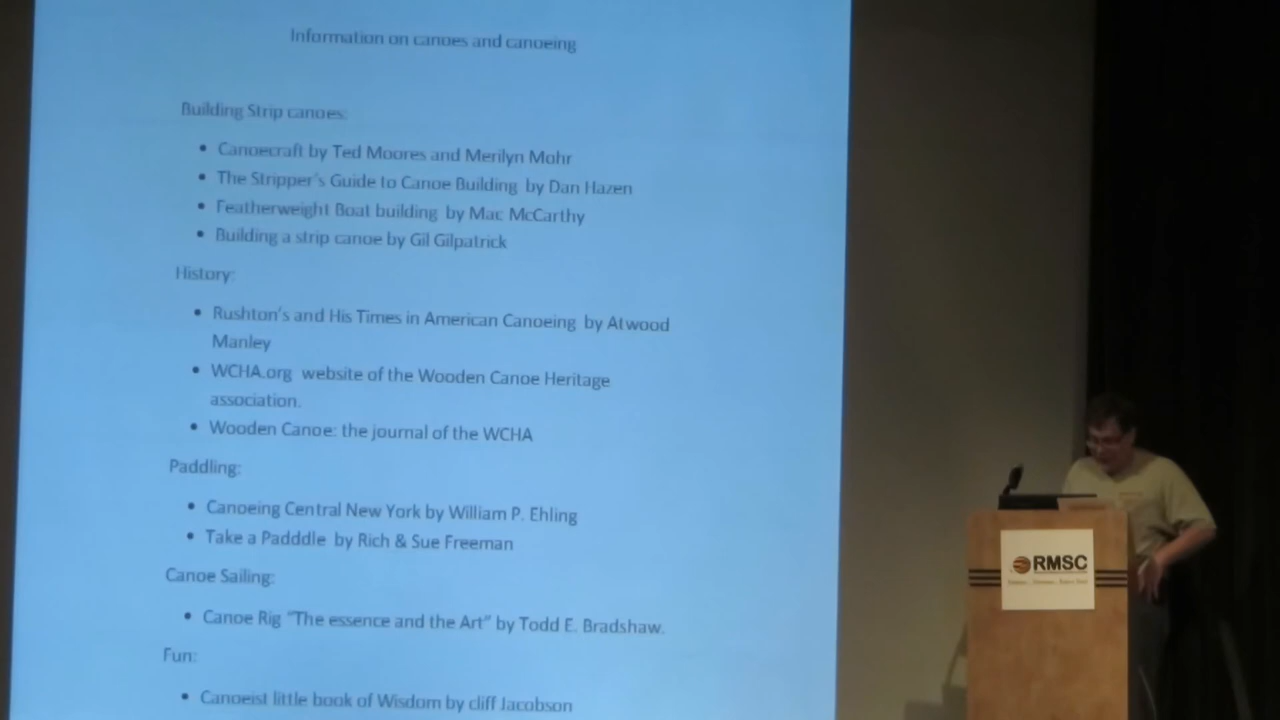 Information on canoes and canoeing
Building Strip canoes:
• Canoecraft by Ted Moores and Merilyn Mohr
• The Stripper's Guide to Canoe Building by Dan Hazen
• Featherweight Boat building by Mac McCarthy
• Building a strip canoe by Gil Gilpatrick
History:
• Rushton's and His Times in American Canoeing by Atwood
Manley
• WCHA.org website of the Wooden Canoe Heritage
association.
• Wooden Canoe: the journal of the WCHA
Paddling:
• Canoeing Central New York by William P. Ehling
• Take a Padddle by Rich & Sue Freeman
Canoe Sailing:
• Canoe Rig "The essence and the Art" by Todd E. Bradshaw.
Fun:
• Canoeist little book of Wisdom by cliff Jacobson
RMSC